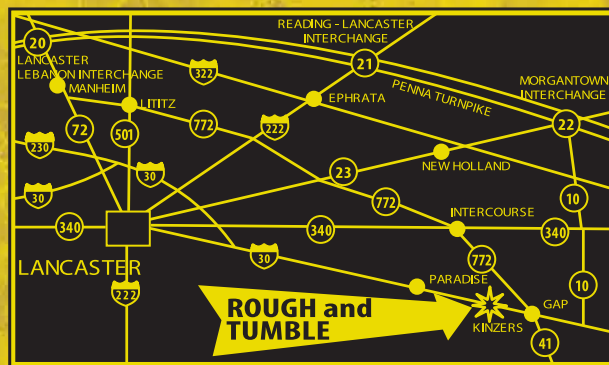 READING - LANCASTER
INTERCHANGE
20
21
LANCASTER
LEBANON INTERCHANGE
MANHEIM
322
MORGANTOWN
INTERCHANGE
PENNA TURNPIKE
EPHRATA
LITITZ
72
501
772
222
22
230
NEW HOLLAND
30
23
30
772
10
INTERCOURSE
340
340
340
30
772
LANCASTER
PARADISE
222
10
ROUGH and
TUMBLE
GAP
KINZERS
41